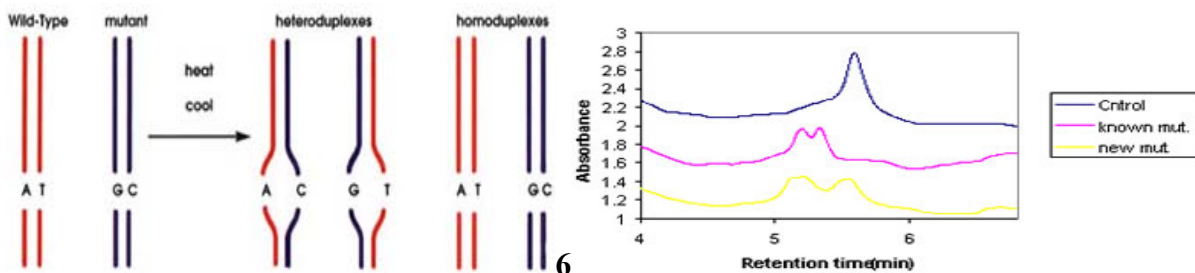 Wild-Type mutant heteroduplexes homoduplexes
heat
cool
A T G C A C G T A T G C
6
3
2.8
2.6
2.4
2.2
2
1.8
1.6
1.4
1.2
1
Absorbance
4 5 6
Retention time(min)
Cntrol
known mut.
new mut.